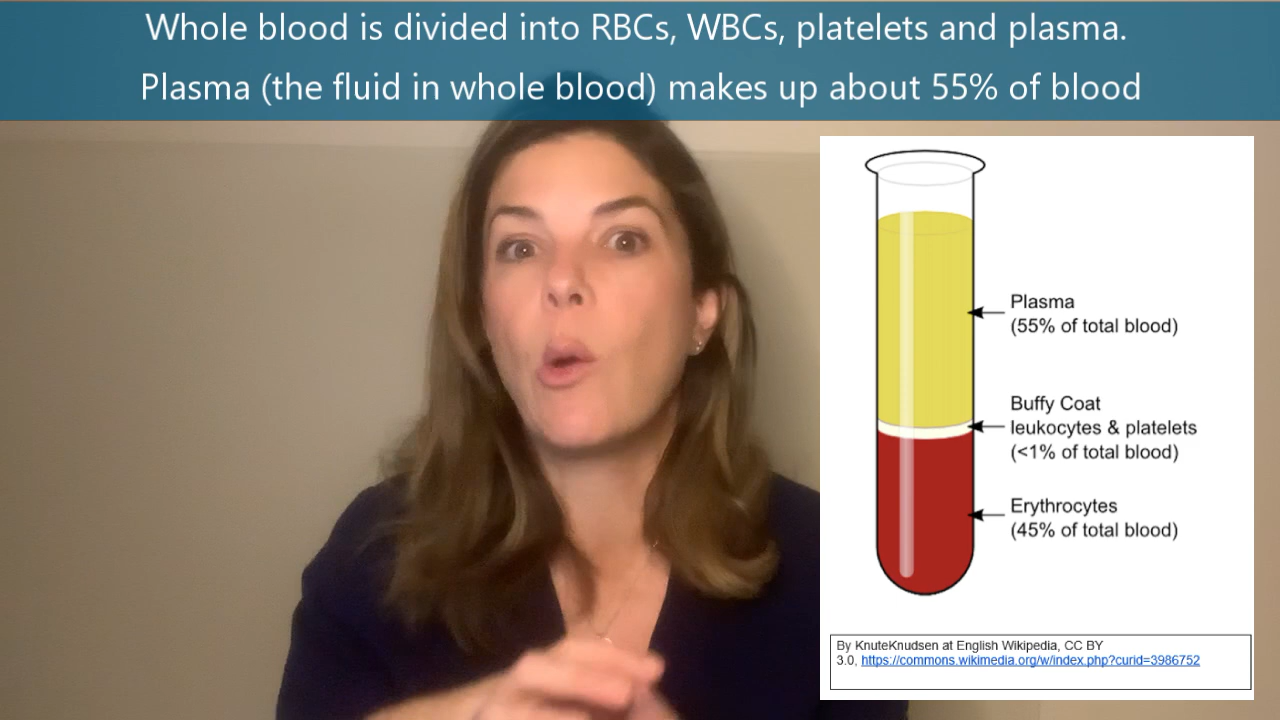 Whole blood is divided into RBCs, WBCs, platelets and plasma.
Plasma (the fluid in whole blood) makes up about 55% of blood
Plasma
(55% of total blood)
Buffy Coat
leukocytes & platelets
(<1% of total blood)
Erythrocytes
(45% of total blood)
By KnuteKnudsen at English Wikipedia, CC BY
3.0, https://commons.wikimedia.org/w/index.php?curid=3986752